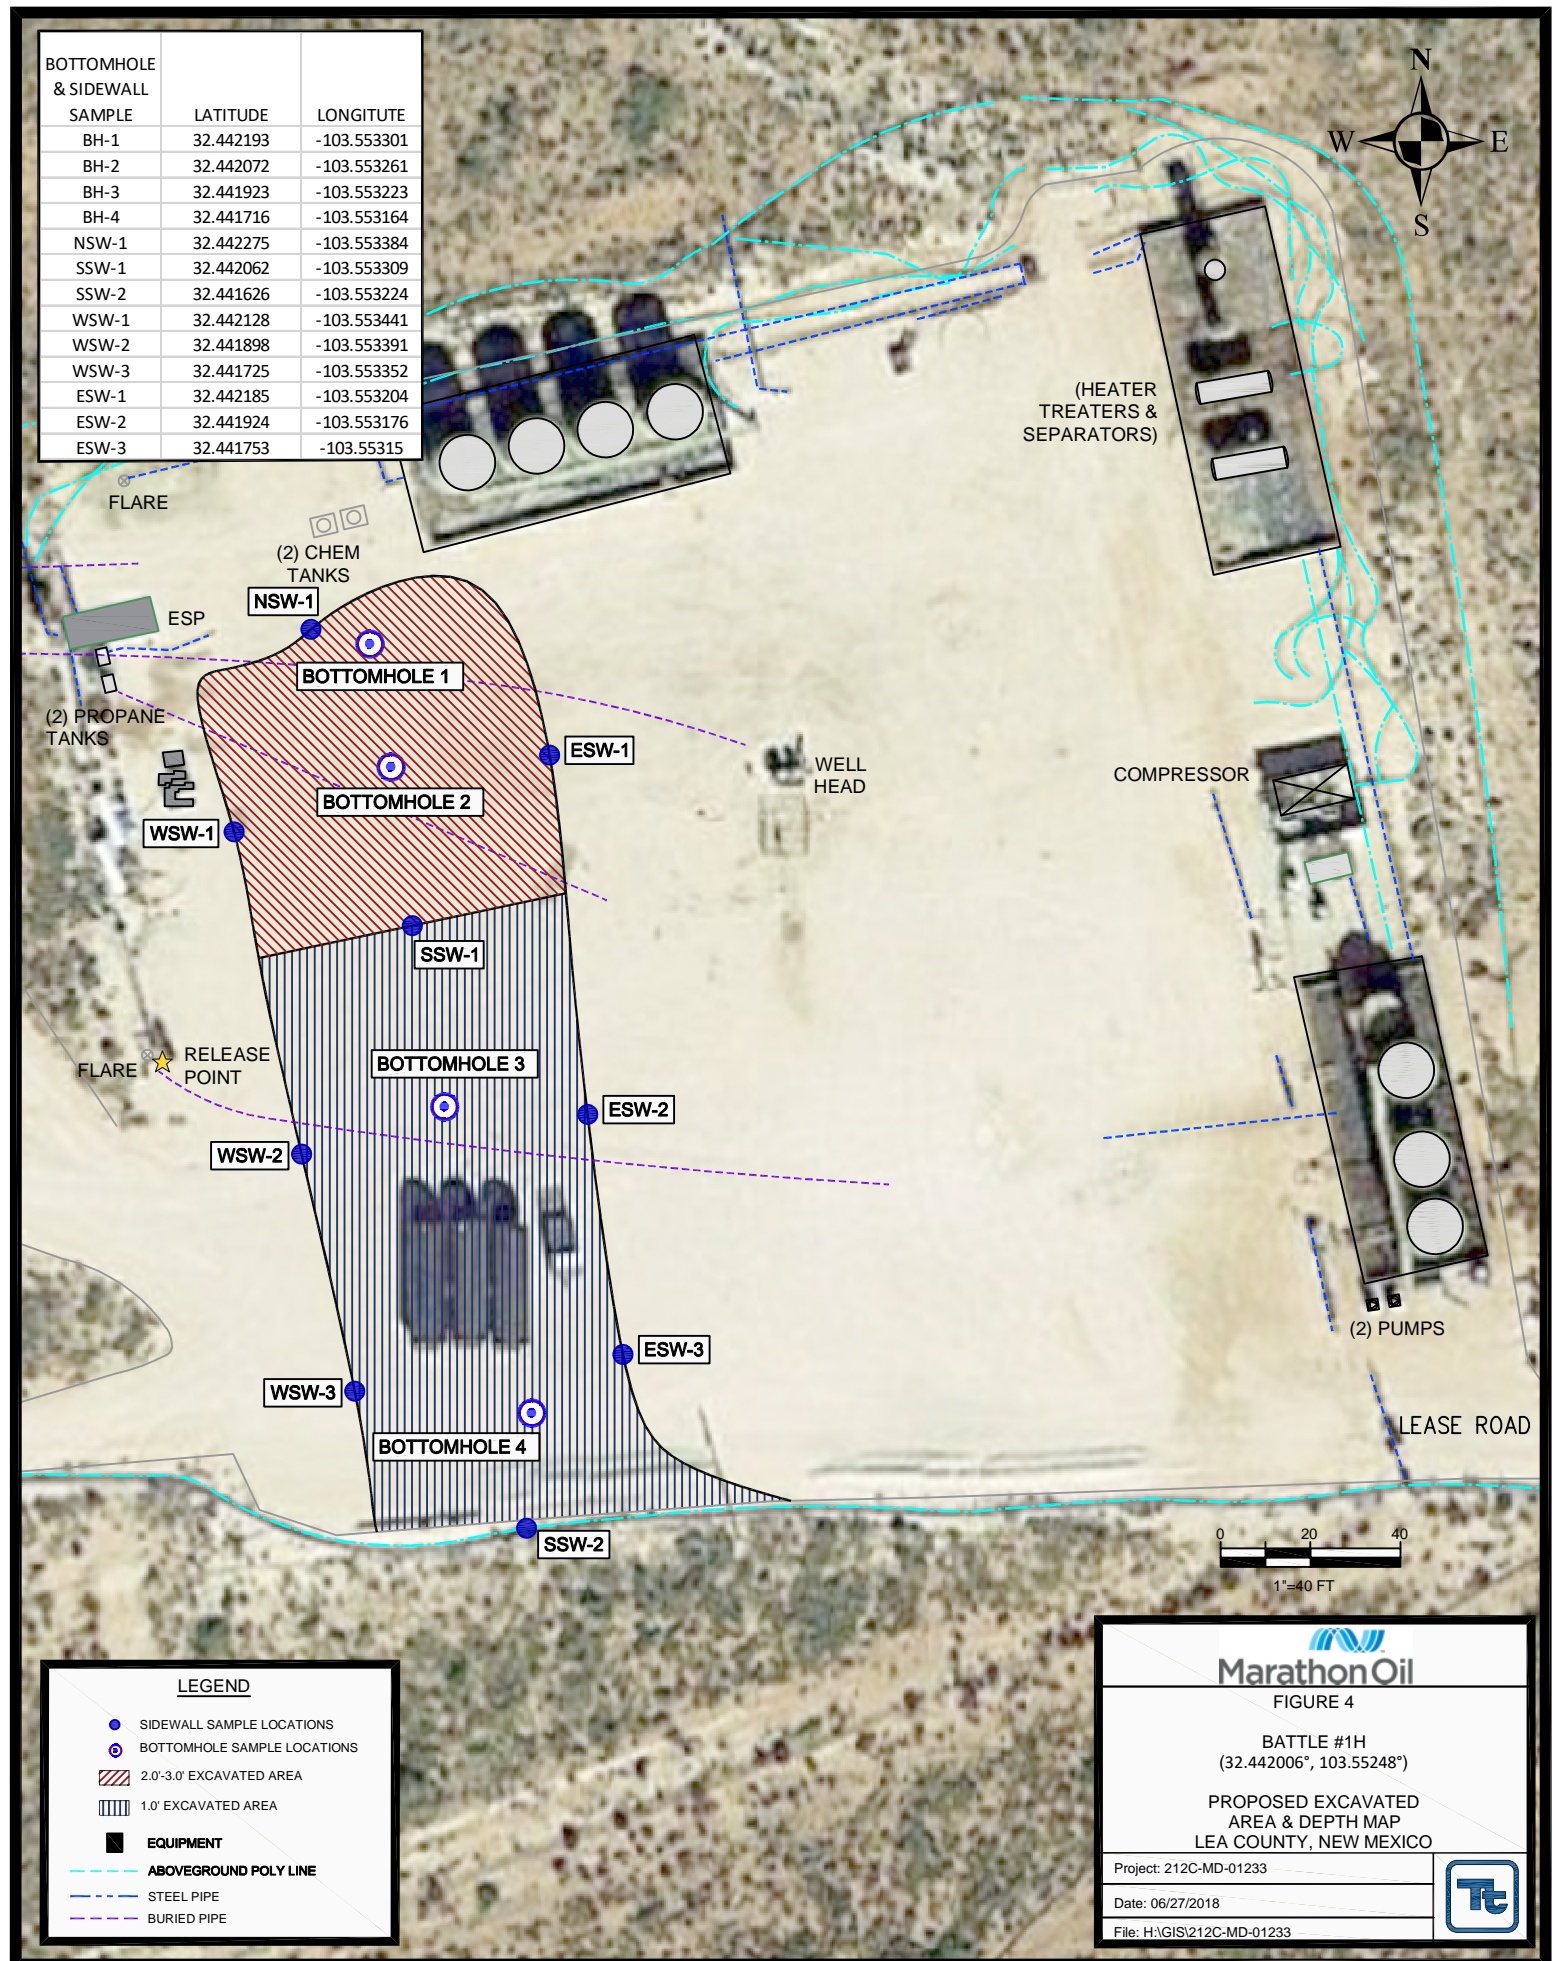 BOTTOMHOLE
& SIDEWALL
SAMPLE LATITUDE LONGITUTE
BH-1 32.442193 -103.553301
BH-2 32.442072 -103.553261
BH-3 32.441923 -103.553223
BH-4 32.441716 -103.553164
NSW-1 32.442275 -103.553384
SSW-1 32.442062 -103.553309
SSW-2 32.441626 -103.553224
WSW-1 32.442128 -103.553441
WSW-2 32.441898 -103.553391
WSW-3 32.441725 -103.553352
ESW-1 32.442185 -103.553204
ESW-2 32.441924 -103.553176
ESW-3 32.441753 -103.55315
N
W E
S
(HEATER
TREATERS &
SEPARATORS)
FLARE
(2) CHEM
TANKS
NSW-1
ESP
BOTTOMHOLE 1
(2) PROPANE
TANKS
ESW-1
WELL
HEAD
COMPRESSOR
BOTTOMHOLE 2
WSW-1
SSW-1
RELEASE
POINT
FLARE
BOTTOMHOLE 3
ESW-2
WSW-2
(2) PUMPS
ESW-3
WSW-3
BOTTOMHOLE 4
LEASE ROAD
SSW-2
0 20 40
1"=40 FT
LEGEND
SIDEWALL SAMPLE LOCATIONS
BOTTOMHOLE SAMPLE LOCATIONS
2.0'-3.0' EXCAVATED AREA
1.0' EXCAVATED AREA
EQUIPMENT
ABOVEGROUND POLY LINE
STEEL PIPE
BURIED PIPE
Marathon Oil
FIGURE 4
BATTLE #1H
(32.442006°, 103.55248°)
PROPOSED EXCAVATED
AREA & DEPTH MAP
LEA COUNTY, NEW MEXICO
Project: 212C-MD-01233
Date: 06/27/2018
File: H:\GIS\212C-MD-01233
Tt